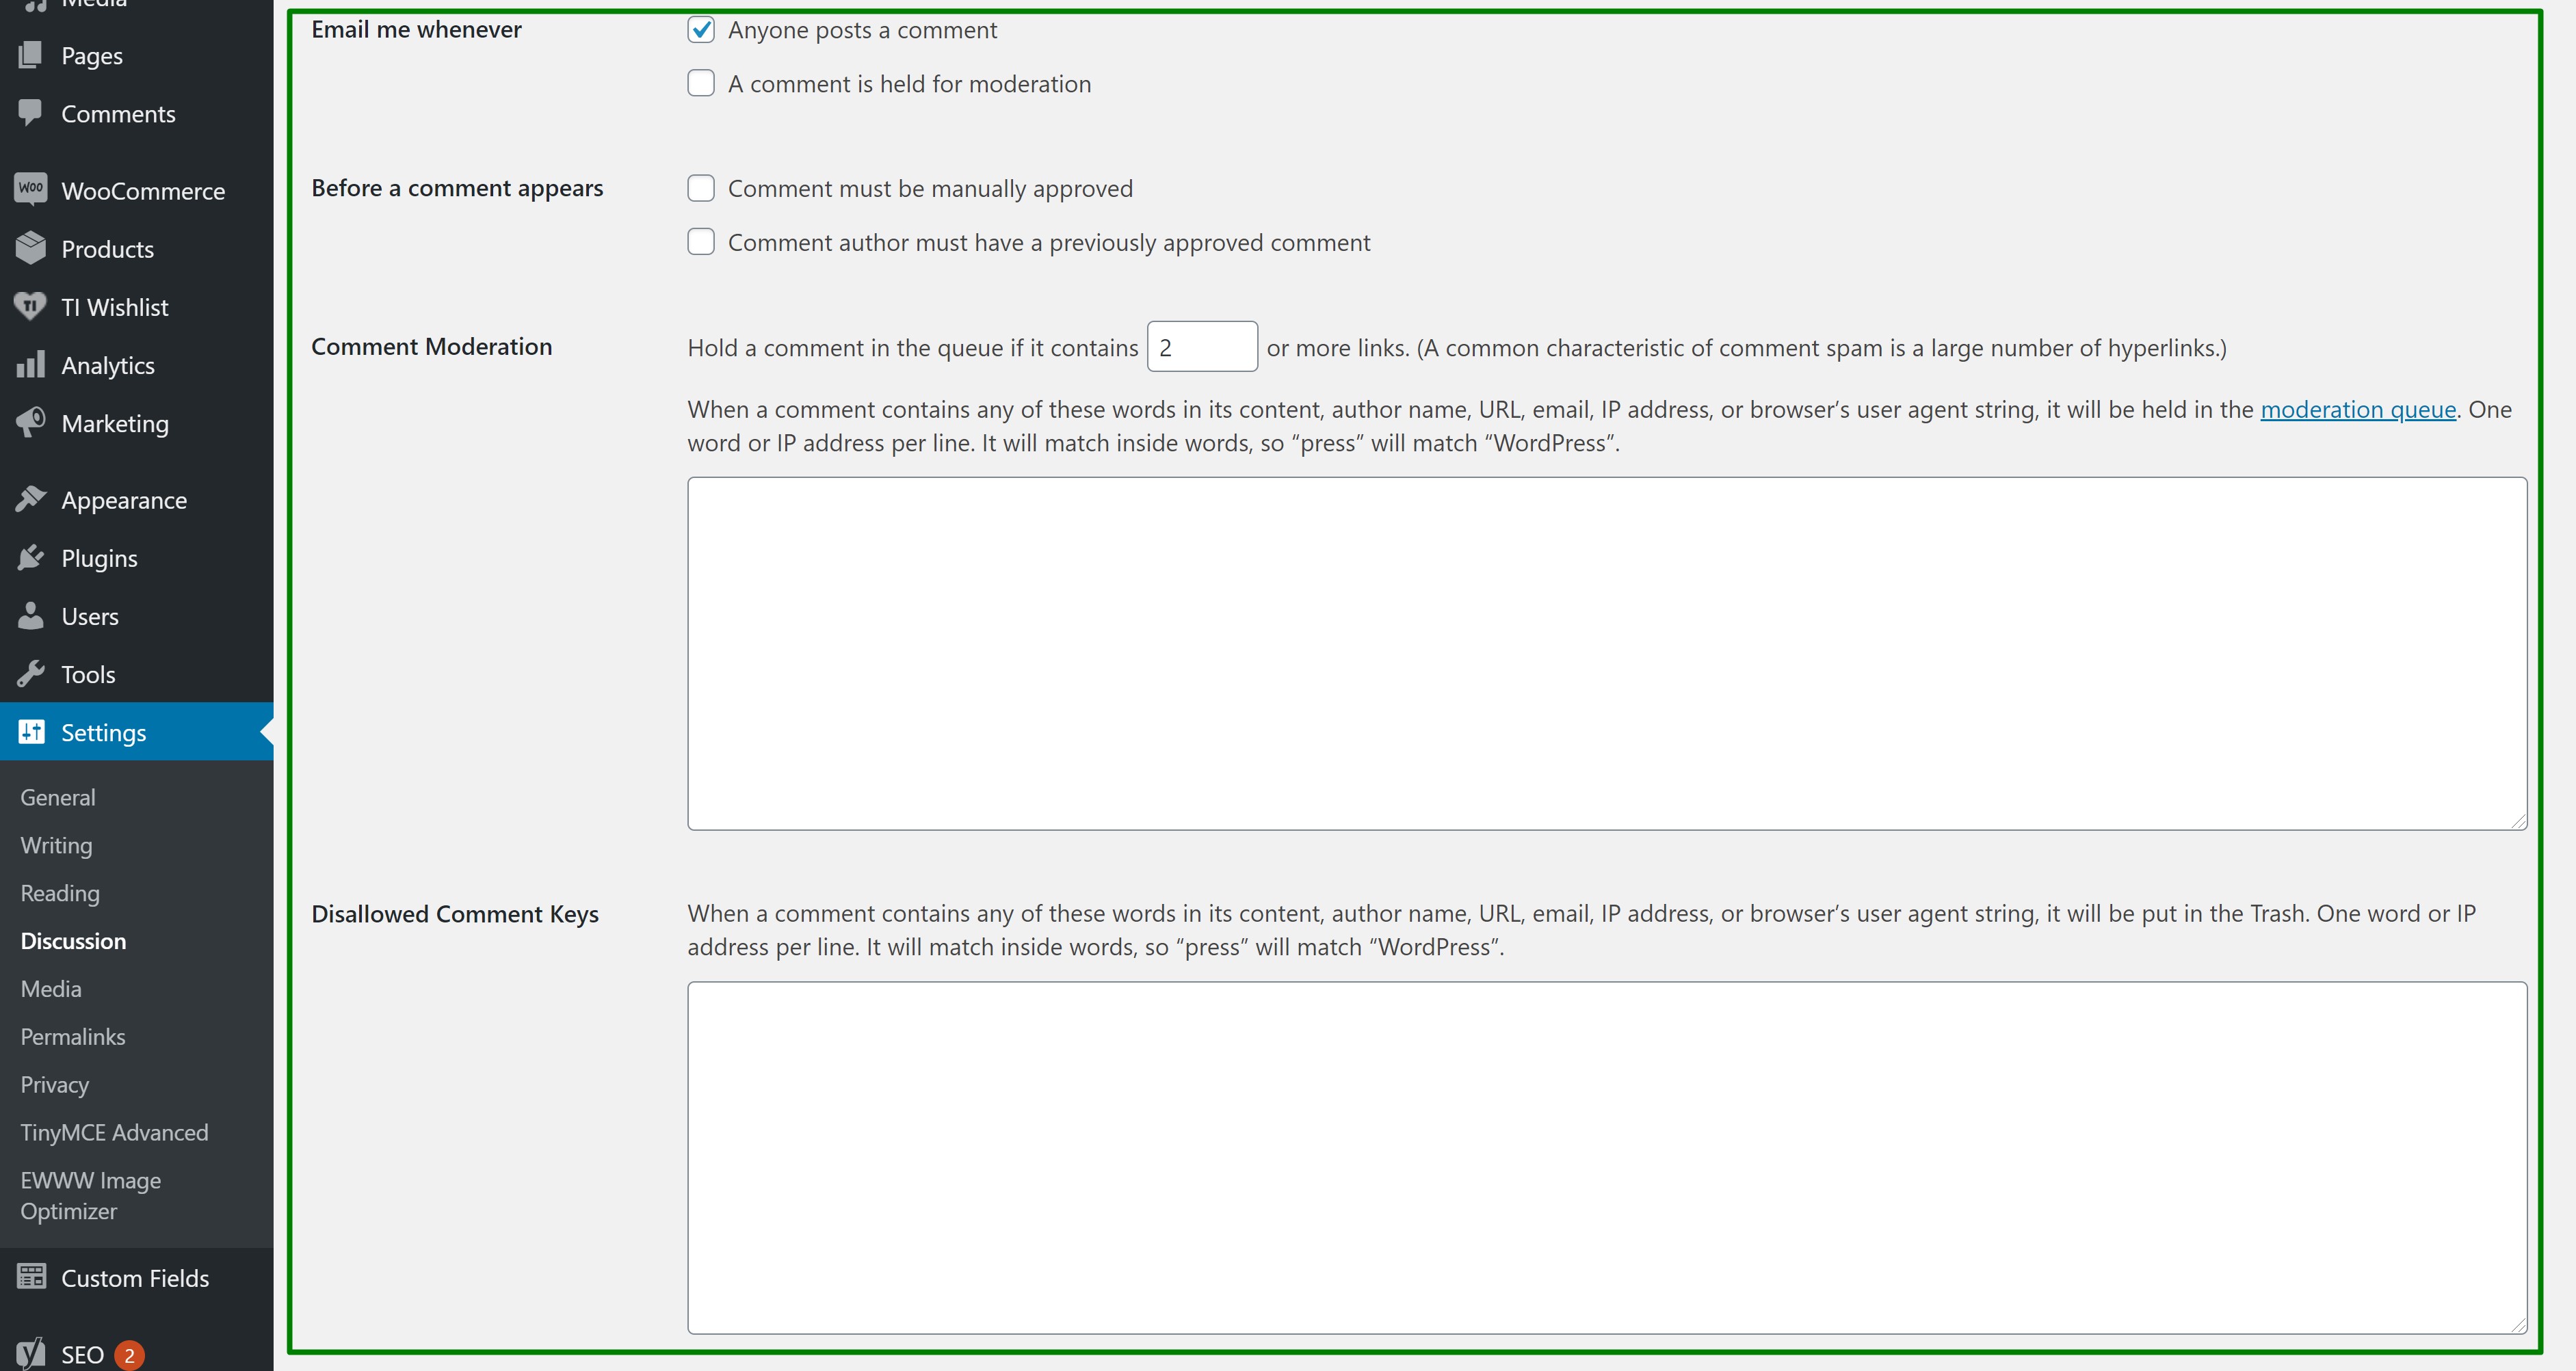 Media
Pages
Comments
WOO WooCommerce
Products
TI TI Wishlist
Analytics
Marketing
Appearance
Plugins
Users
Tools
Settings
General
Writing
Reading
Discussion
Media
Permalinks
Privacy
TinyMCE Advanced
EWWW Image
Optimizer
Custom Fields
SEO 2
Email me whenever
Anyone posts a comment
A comment is held for moderation
Before a comment appears
Comment must be manually approved
Comment author must have a previously approved comment
Comment Moderation
Hold a comment in the queue if it contains 2 or more links. (A common characteristic of comment spam is a large number of hyperlinks.)
When a comment contains any of these words in its content, author name, URL, email, IP address, or browser’s user agent string, it will be held in the moderation queue. One
word or IP address per line. It will match inside words, so “press” will match “WordPress”.
Disallowed Comment Keys
When a comment contains any of these words in its content, author name, URL, email, IP address, or browser’s user agent string, it will be put in the Trash. One word or IP
address per line. It will match inside words, so “press” will match “WordPress”.